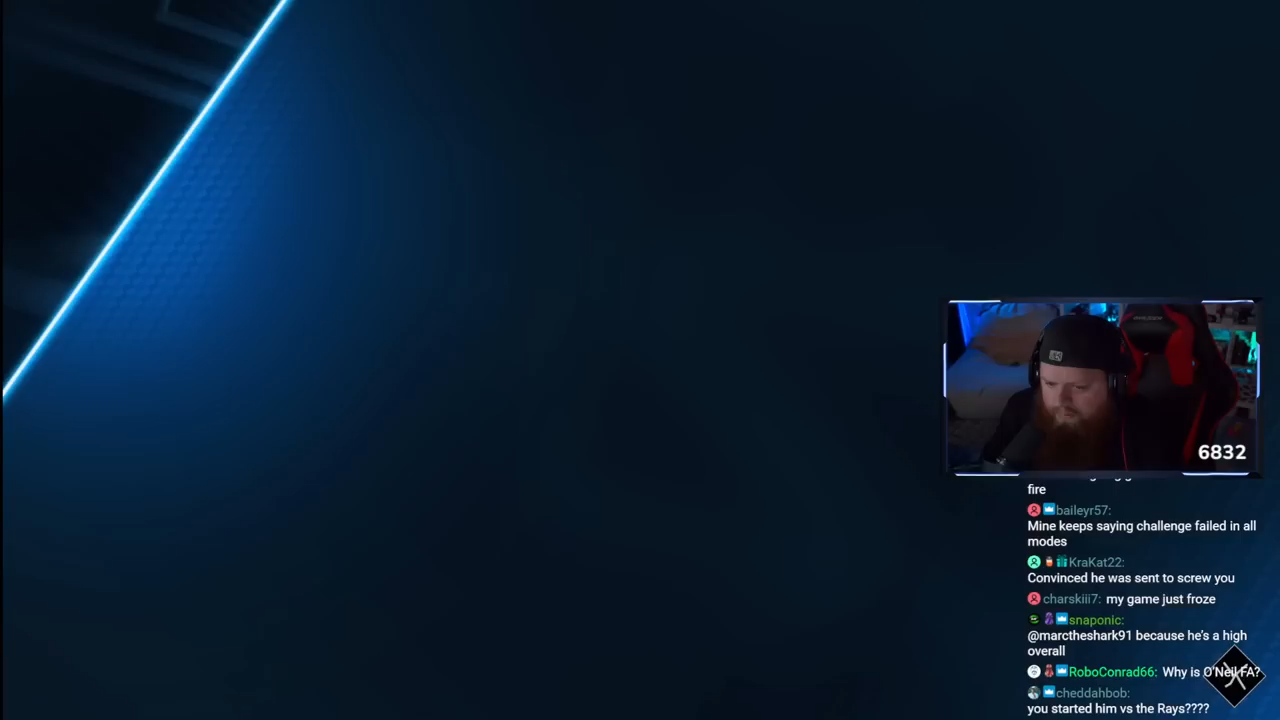 6832
fire
baileyr57:
Mine keeps saying challenge failed in all
modes
KraKat22:
Convinced he was sent to screw you
charskiii7: my game just froze
snaponic:
@marctheshark91 because he's a high
overall
RoboConrad66: Why is O'Neil FA?
cheddahbob:
you started him vs the Rays????